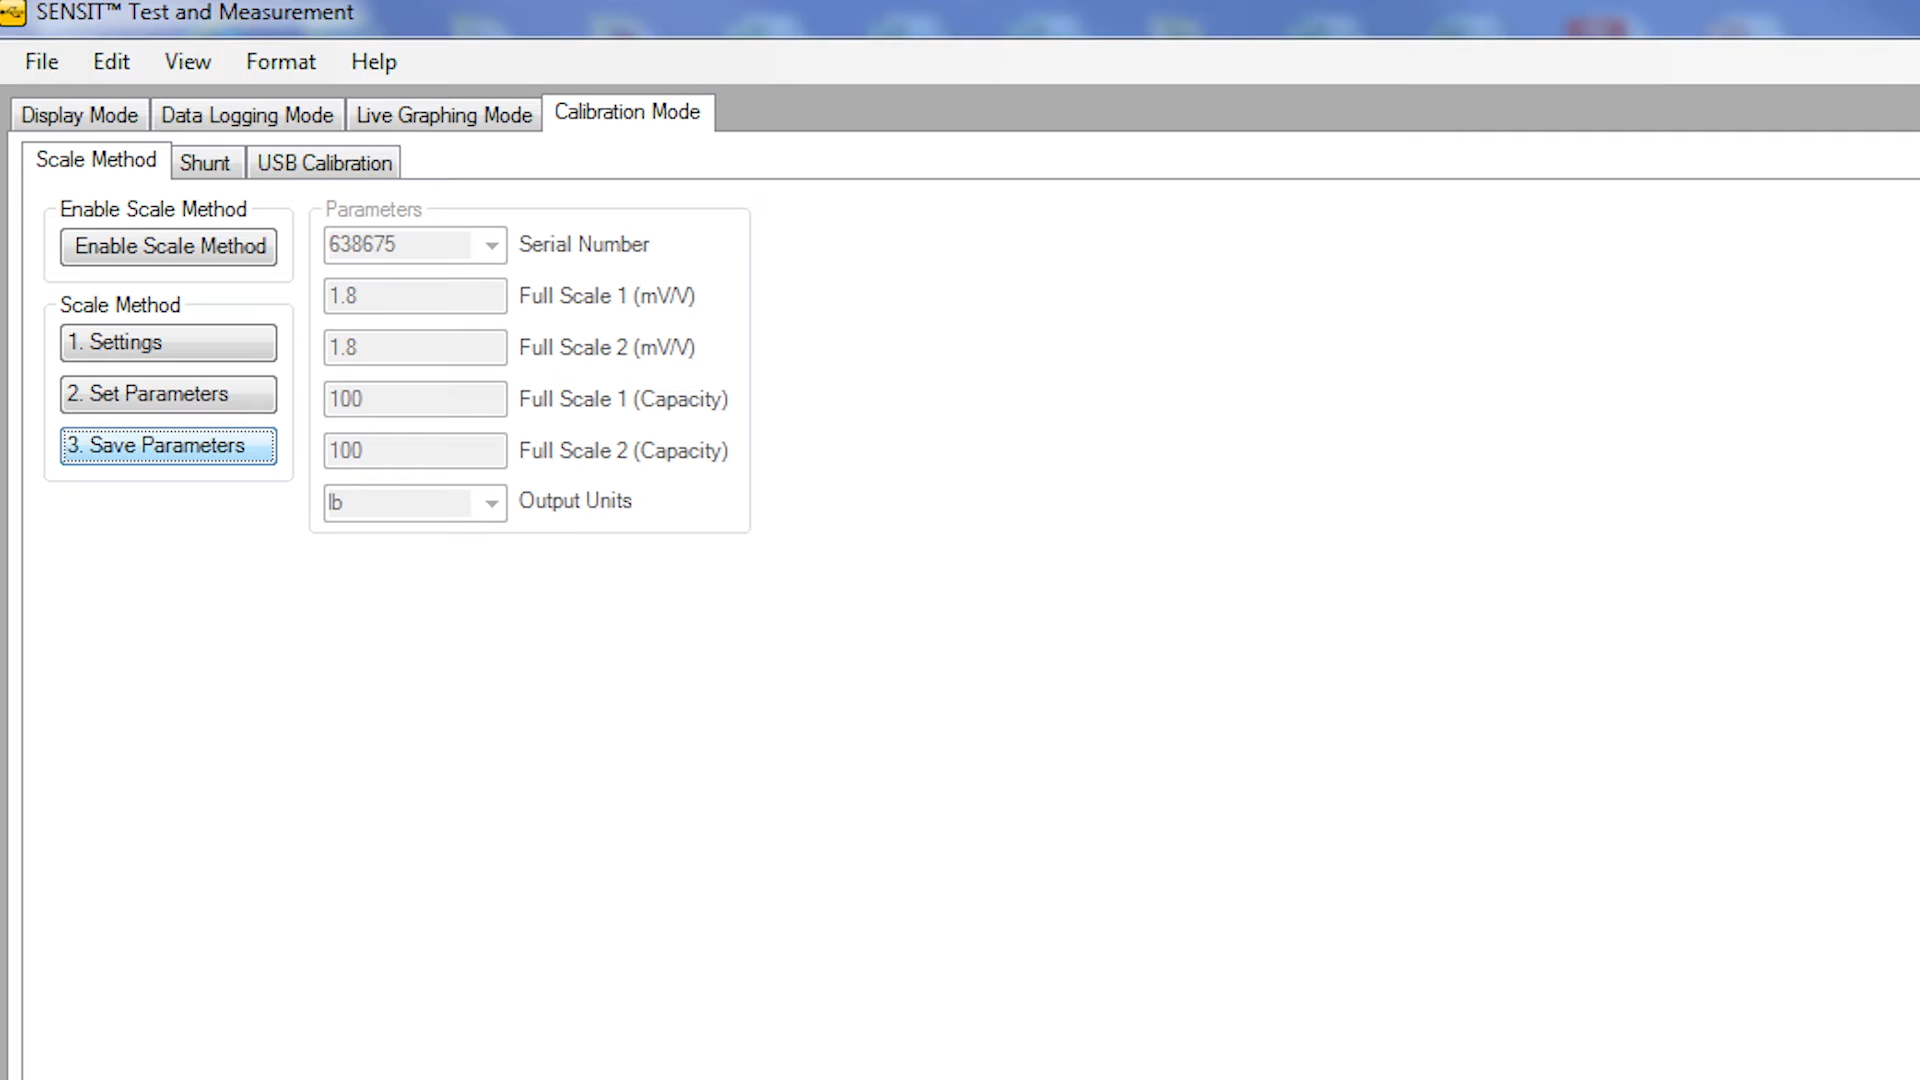 SENSIT™ Test and Measurement
File Edit View Format Help
Display Mode Data Logging Mode Live Graphing Mode Calibration Mode
Scale Method Shunt USB Calibration
Enable Scale Method
Enable Scale Method
Scale Method
1. Settings
2. Set Parameters
3. Save Parameters
Parameters
638675 Serial Number
1.8 Full Scale 1 (mV/V)
1.8 Full Scale 2 (mV/V)
100 Full Scale 1 (Capacity)
100 Full Scale 2 (Capacity)
lb Output Units